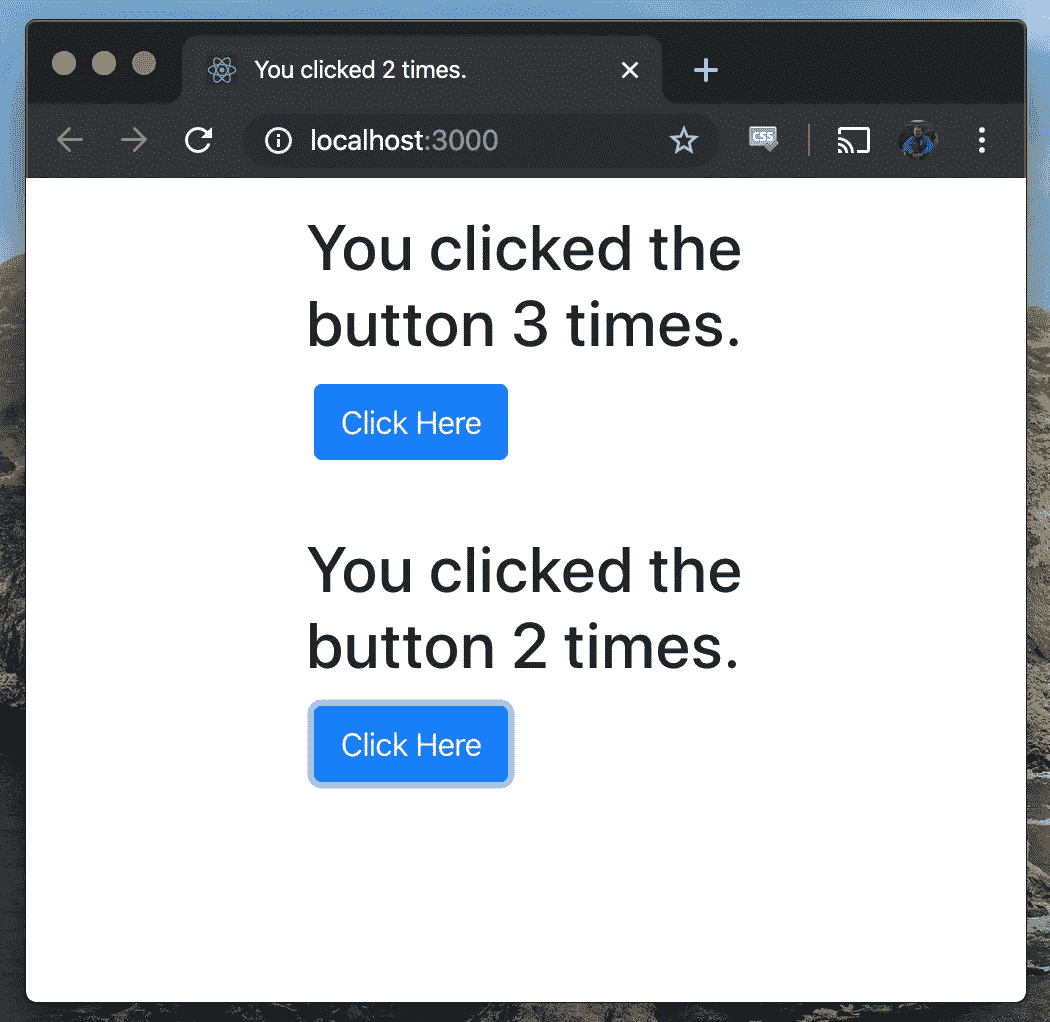 You clicked 2 times.
localhost:3000
CSS
You clicked the
button 3 times.
Click Here
You clicked the
button 2 times.
Click Here